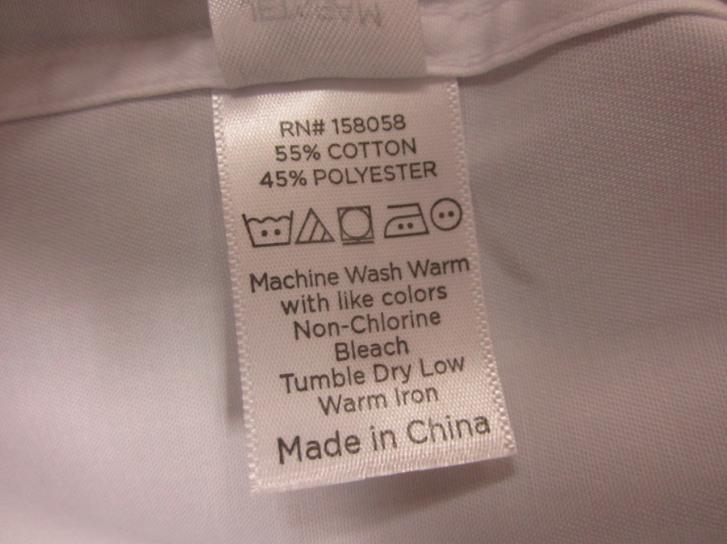 RN# 158058
55% COTTON
45% POLYESTER
Machine Wash Warm
with like colors
Non-Chlorine
Bleach
Tumble Dry Low
Warm Iron
Made in China